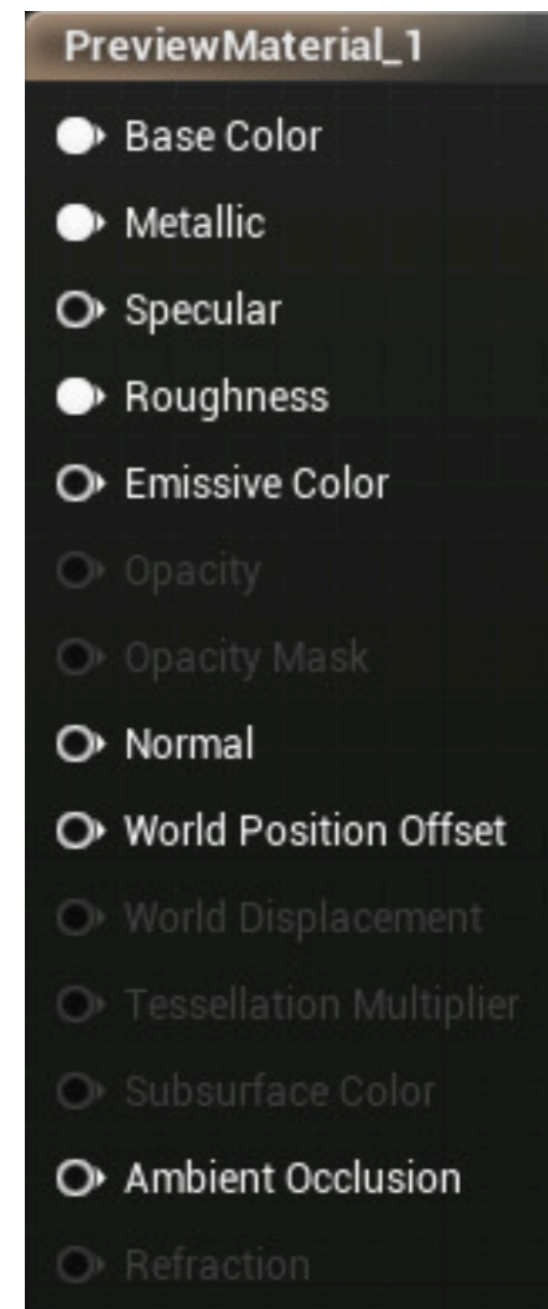 PreviewMaterial_1
Base Color
Metallic
Specular
Roughness
Emissive Color
Opacity
Opacity Mask
Normal
World Position Offset
World Displacement
Tessellation Multiplier
Subsurface Color
Ambient Occlusion
Refraction